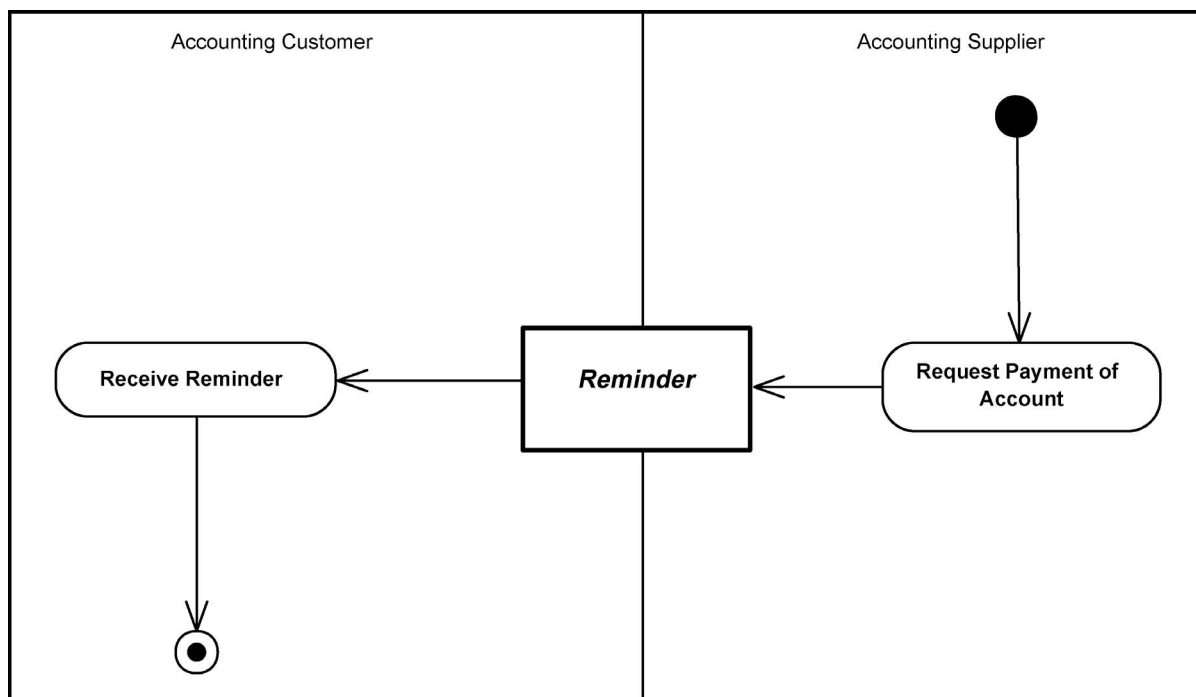 Accounting Customer
Accounting Supplier
Receive Reminder
Reminder
Request Payment of
Account